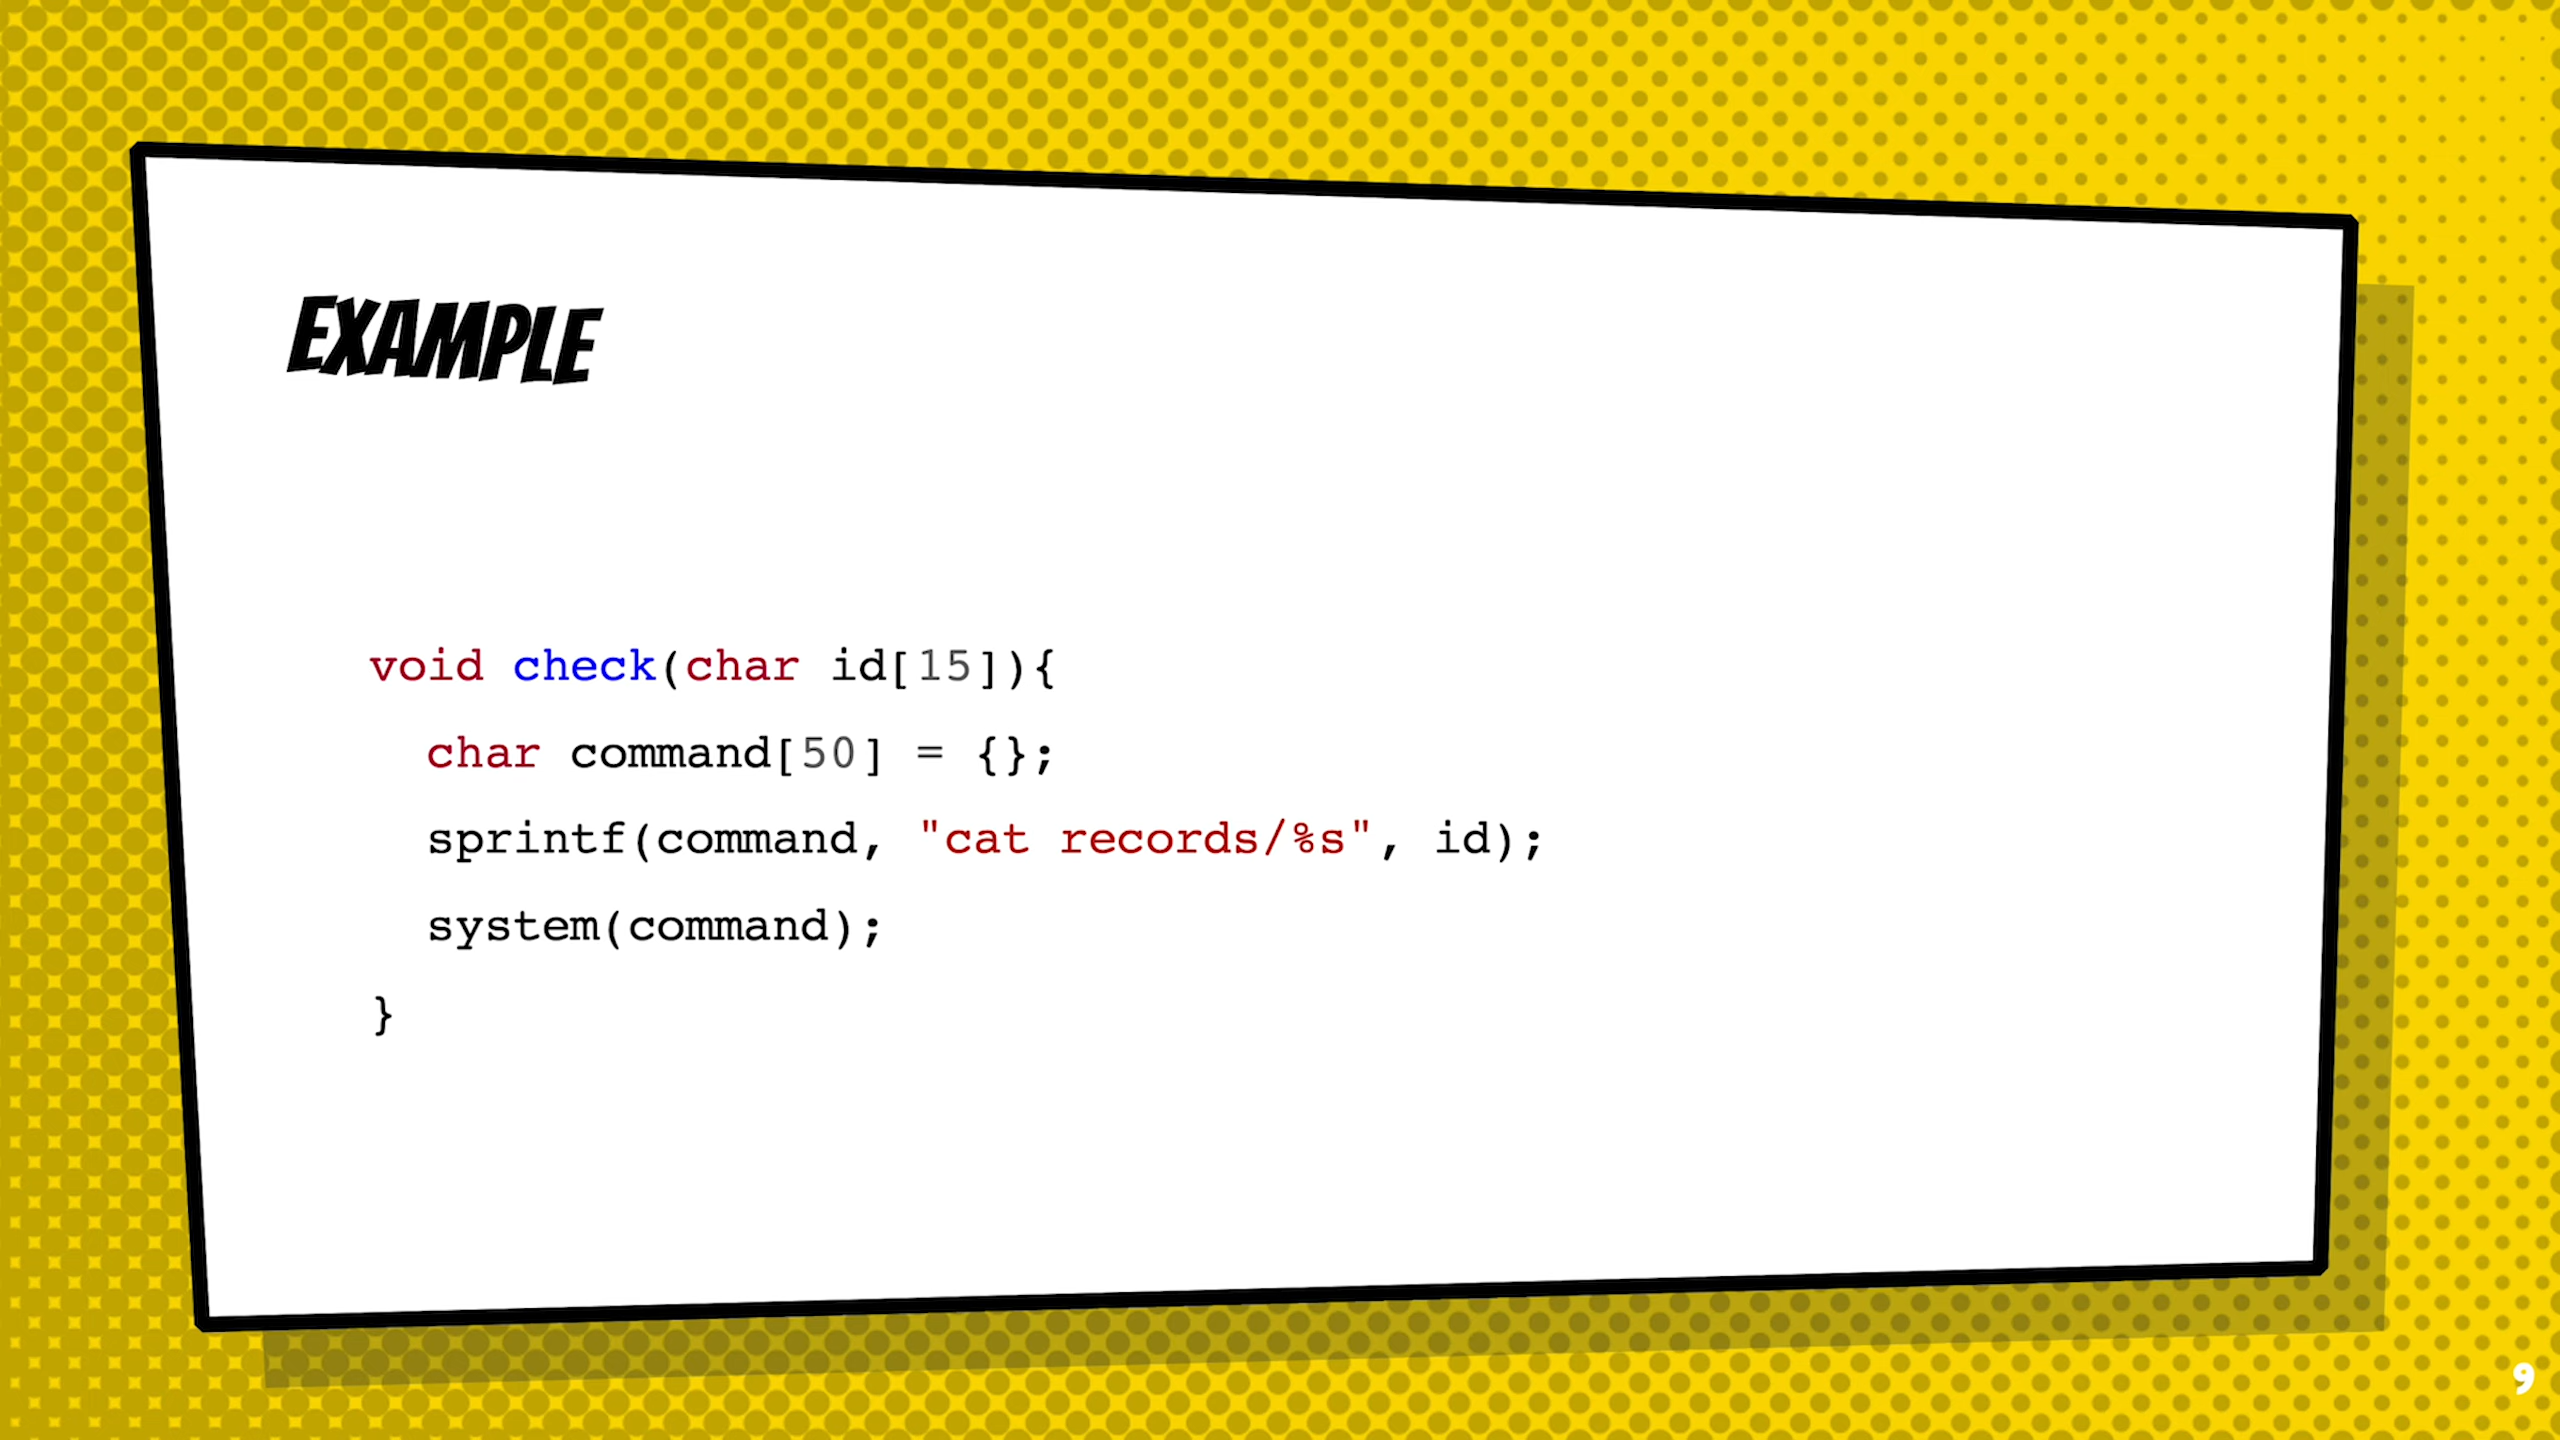 EXAMPLE
void check(char id[15]){
  char command[50] = {};
  sprintf(command, "cat records/%s", id);
  system(command);
}
9